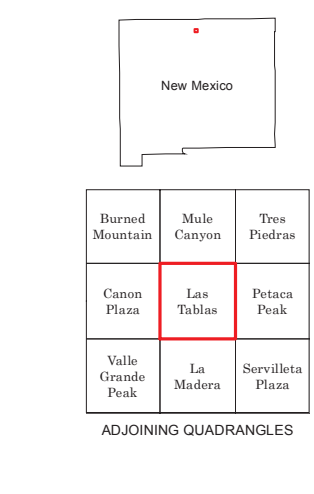 New Mexico
Burned
Mountain
Mule
Canyon
Tres
Piedras
Canon
Plaza
Las
Tablas
Petaca
Peak
Valle
Grande
Peak
La
Madera
Servilleta
Plaza
ADJOINING QUADRANGLES